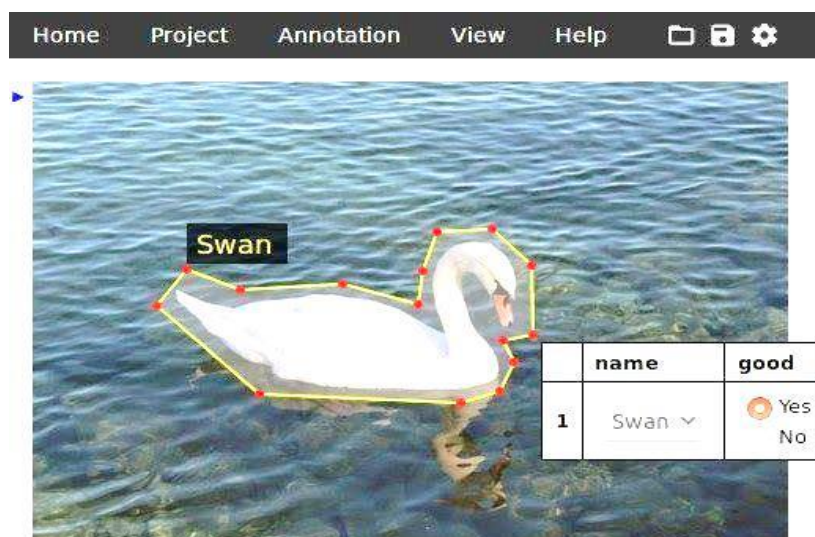 Home Project Annotation View Help
Swan
name good
1 Swan Yes
No